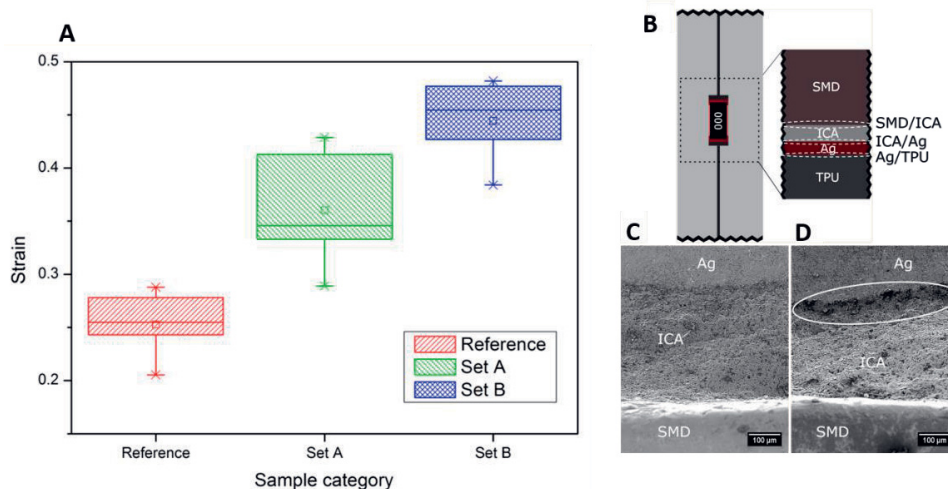 A
0.5
0.4
0.3
0.2
Strain
Reference
Set A
Set B
Reference
Set A
Set B
Sample category
B
000
SMD
ICA
Ag
TPU
SMD/ICA
ICA/Ag
Ag/TPU
C
Ag
ICA
SMD
100 µm
D
Ag
ICA
SMD
100 µm